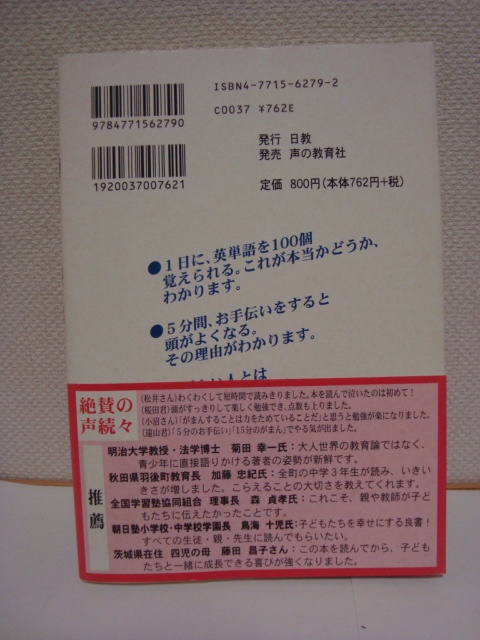 ISBN4-7715-6279-2
C0037 ¥762E
9784771562790
1920037007621
発行 日教
発売 声の教育社
定価 800円(本体762円+税)
●1日に、英単語を100個
覚えられる。これが本当かどうか、
わかります。
●5分間、お手伝いをすると
頭がよくなる。
その理由がわかります。
人とは
絶賛の
声続々
(松井さん)わくわくして短時間で読みきりました。本を読んで泣いたのは初めて!
(桜田君)頭がすっきりして楽しく勉強でき、点数も上りました。
(小沼さん)「がまんすることは力をためていることだ」と思うと勉強が楽になりました。
(遠山君)「5分のお手伝い」「15分のがまん」でやる気が出ました。
推薦
明治大学教授・法学博士 菊田 幸一氏:大人世界の教育論ではなく、
青少年に直接語りかける著者の姿勢が新鮮です。
秋田県羽後町教育長 加藤 忠紀氏:全町の中学3年生が読み、いきい
きさが増しました。こらえることの大切さを教えてくれます。
全国学習塾協同組合 理事長 森 貞孝氏:これこそ、親や教師が子ど
もたちに伝えたかったことです。
朝日塾小学校・中学校学園長 鳥海 十児氏:子どもたちを幸せにする良書!
すべての生徒・親・先生に読んでもらいたい。
茨城県在住 四児の母 藤田 昌子さん:この本を読んでから、子ども
たちと一緒に成長できる喜びが強くなりました。